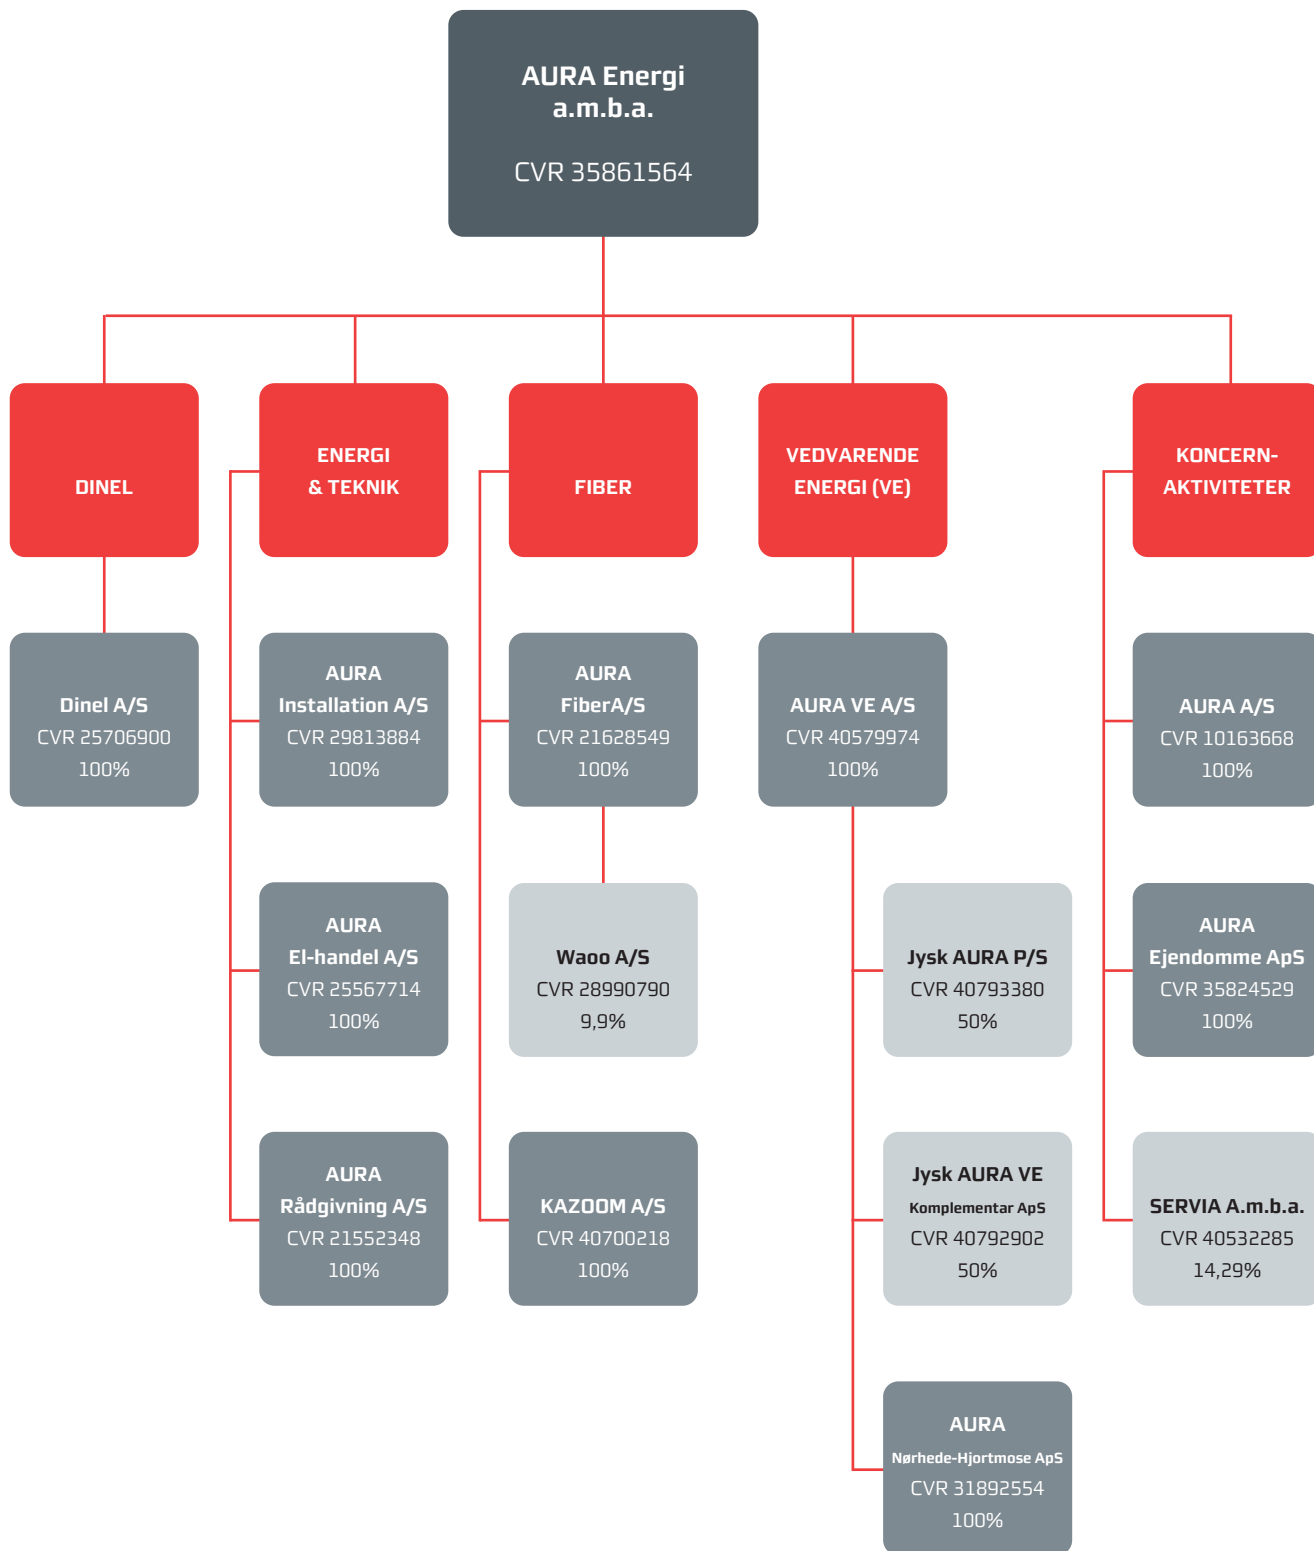 AURA Energi
a.m.b.a.
CVR 35861564
DINEL
ENERGI
& TEKNIK
FIBER
VEDVARENDE
ENERGI (VE)
KONCERN-
AKTIVITETER
Dinel A/S
CVR 25706900
100%
AURA
Installation A/S
CVR 29813884
100%
AURA
FiberA/S
CVR 21628549
100%
AURA VE A/S
CVR 40579974
100%
AURA A/S
CVR 10163668
100%
AURA
El-handel A/S
CVR 25567714
100%
Waoo A/S
CVR 28990790
9,9%
Jysk AURA P/S
CVR 40793380
50%
AURA
Ejendomme ApS
CVR 35824529
100%
AURA
Rådgivning A/S
CVR 21552348
100%
KAZOOM A/S
CVR 40700218
100%
Jysk AURA VE
Komplementar ApS
CVR 40792902
50%
SERVIA A.m.b.a.
CVR 40532285
14,29%
AURA
Nørhede-Hjortmose ApS
CVR 31892554
100%